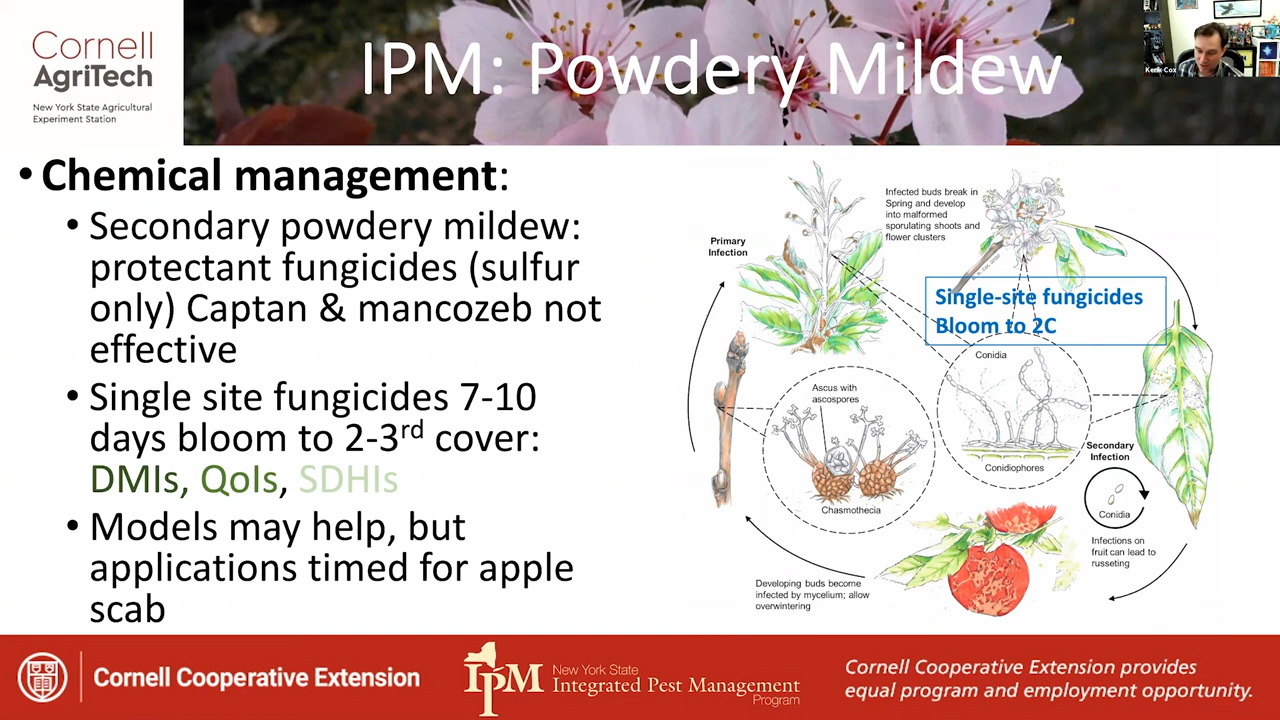 Cornell
AgriTech
New York State Agricultural
Experiment Station
IPM: Powdery Mildew
Kerik Cox
• Chemical management:
• Secondary powdery mildew:
protectant fungicides (sulfur
only) Captan & mancozeb not
effective
• Single site fungicides 7-10
days bloom to 2-3rd cover:
DMIs, QoIs, SDHIs
• Models may help, but
applications timed for apple
scab
Primary
Infection
Infected buds break in
Spring and develop
into malformed
sporulating shoots and
flower clusters
Single-site fungicides
Bloom to 2C
Conidia
Ascus with
ascospores
Conidiophores
Chasmothecia
Secondary
Infection
Conidia
Infections on
fruit can lead to
russeting
Developing buds become
infected by mycelium; allow
overwintering
Cornell Cooperative Extension
IPM
New York State
Integrated Pest Management
Program
Cornell Cooperative Extension provides
equal program and employment opportunity.